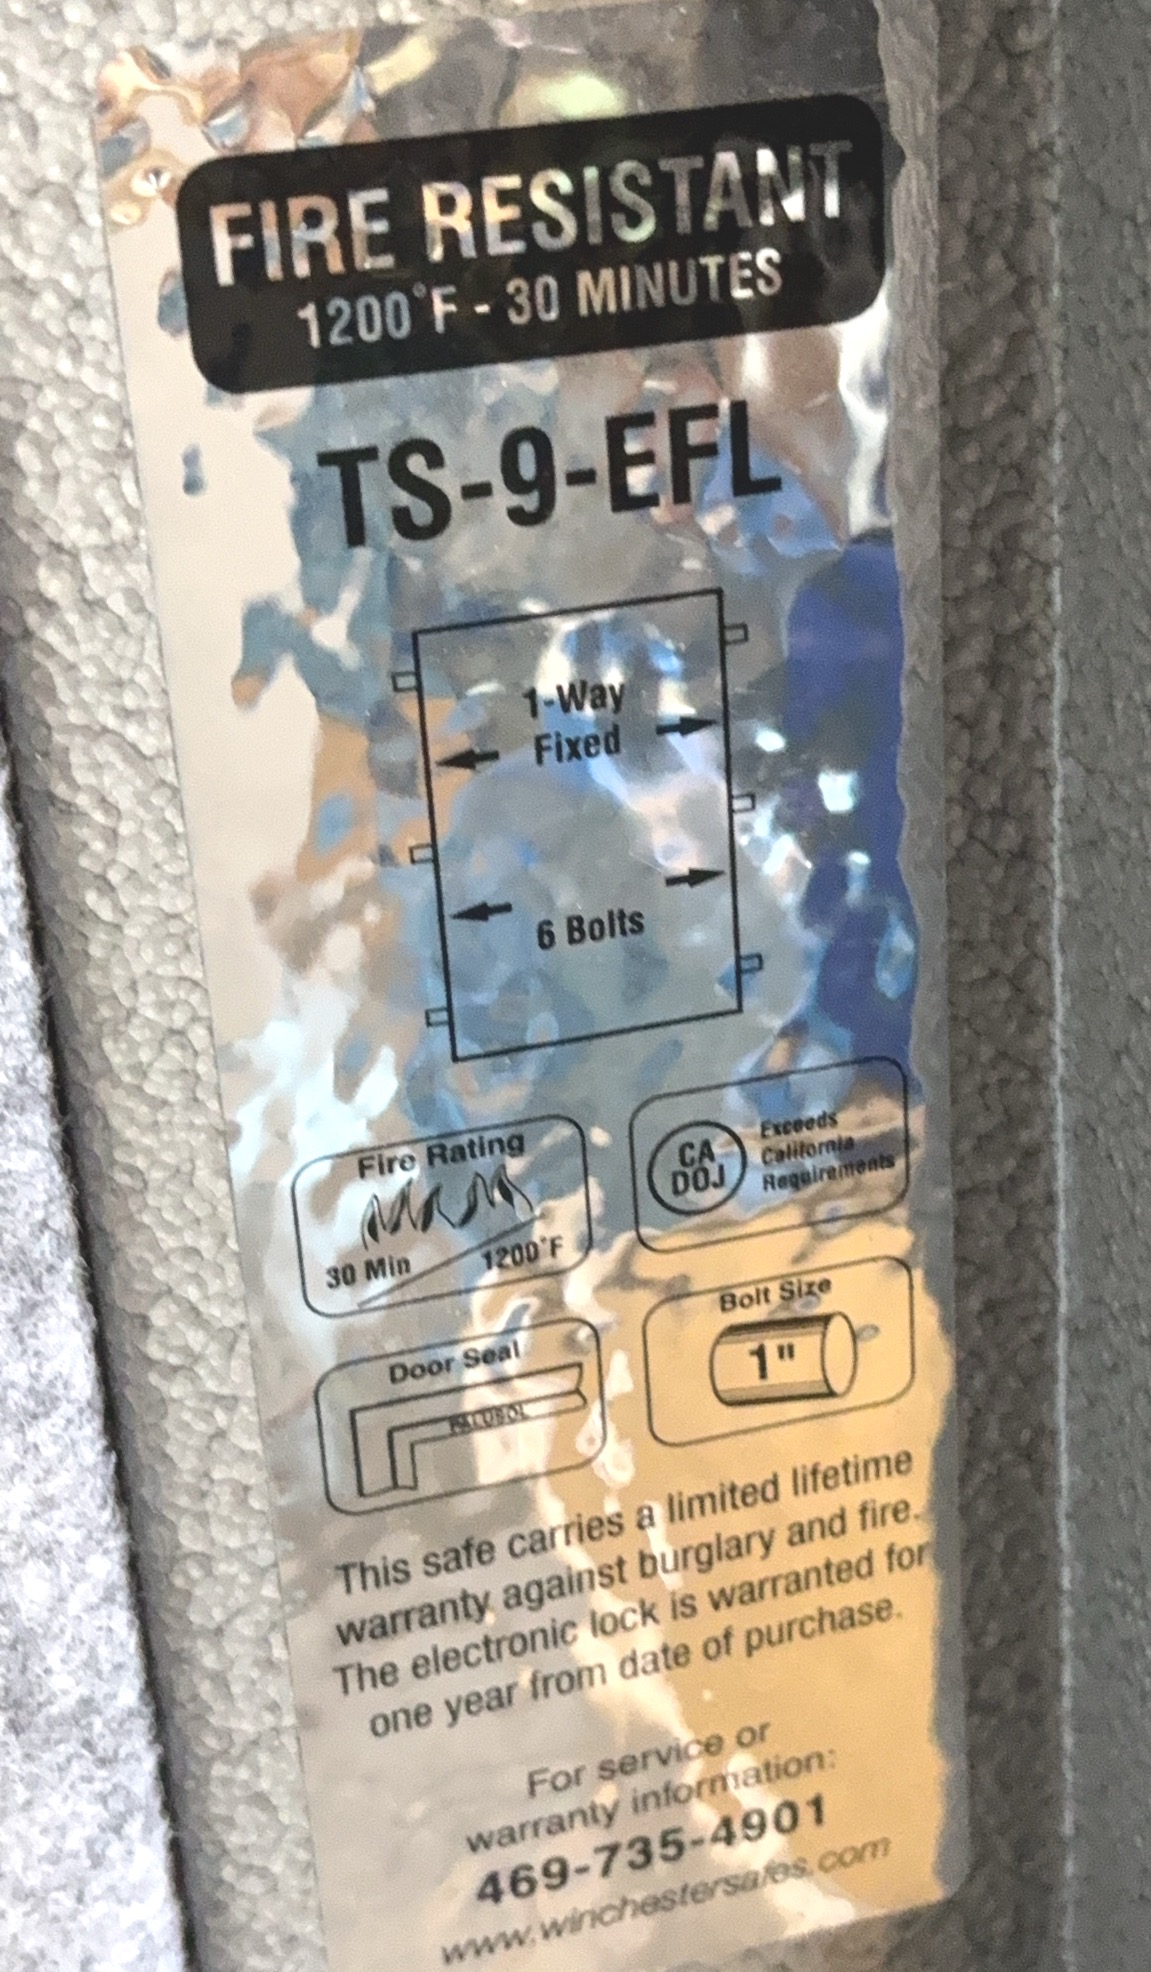 FIRE RESISTANT
1200°F - 30 MINUTES
TS-9-EFL
1-Way
Fixed
6 Bolts
Fire Rating
30 Min
1200°F
CA
DOJ
Exceeds
California
Requirements
Door Seal
PALUSOL
Bolt Size
1"
This safe carries a limited lifetime
warranty against burglary and fire.
The electronic lock is warranted for
one year from date of purchase.
For service or
warranty information:
469-735-4901
www.winchestersafes.com